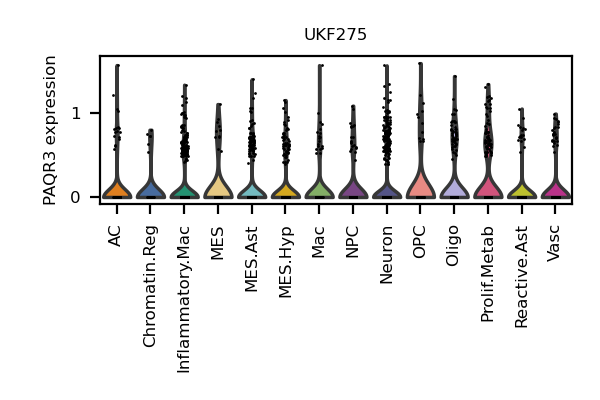 UKF275
PAQR3 expression
1
0
AC
Chromatin.Reg
Inflammatory.Mac
MES
MES.Ast
MES.Hyp
Mac
NPC
Neuron
OPC
Oligo
Prolif.Metab
Reactive.Ast
Vasc